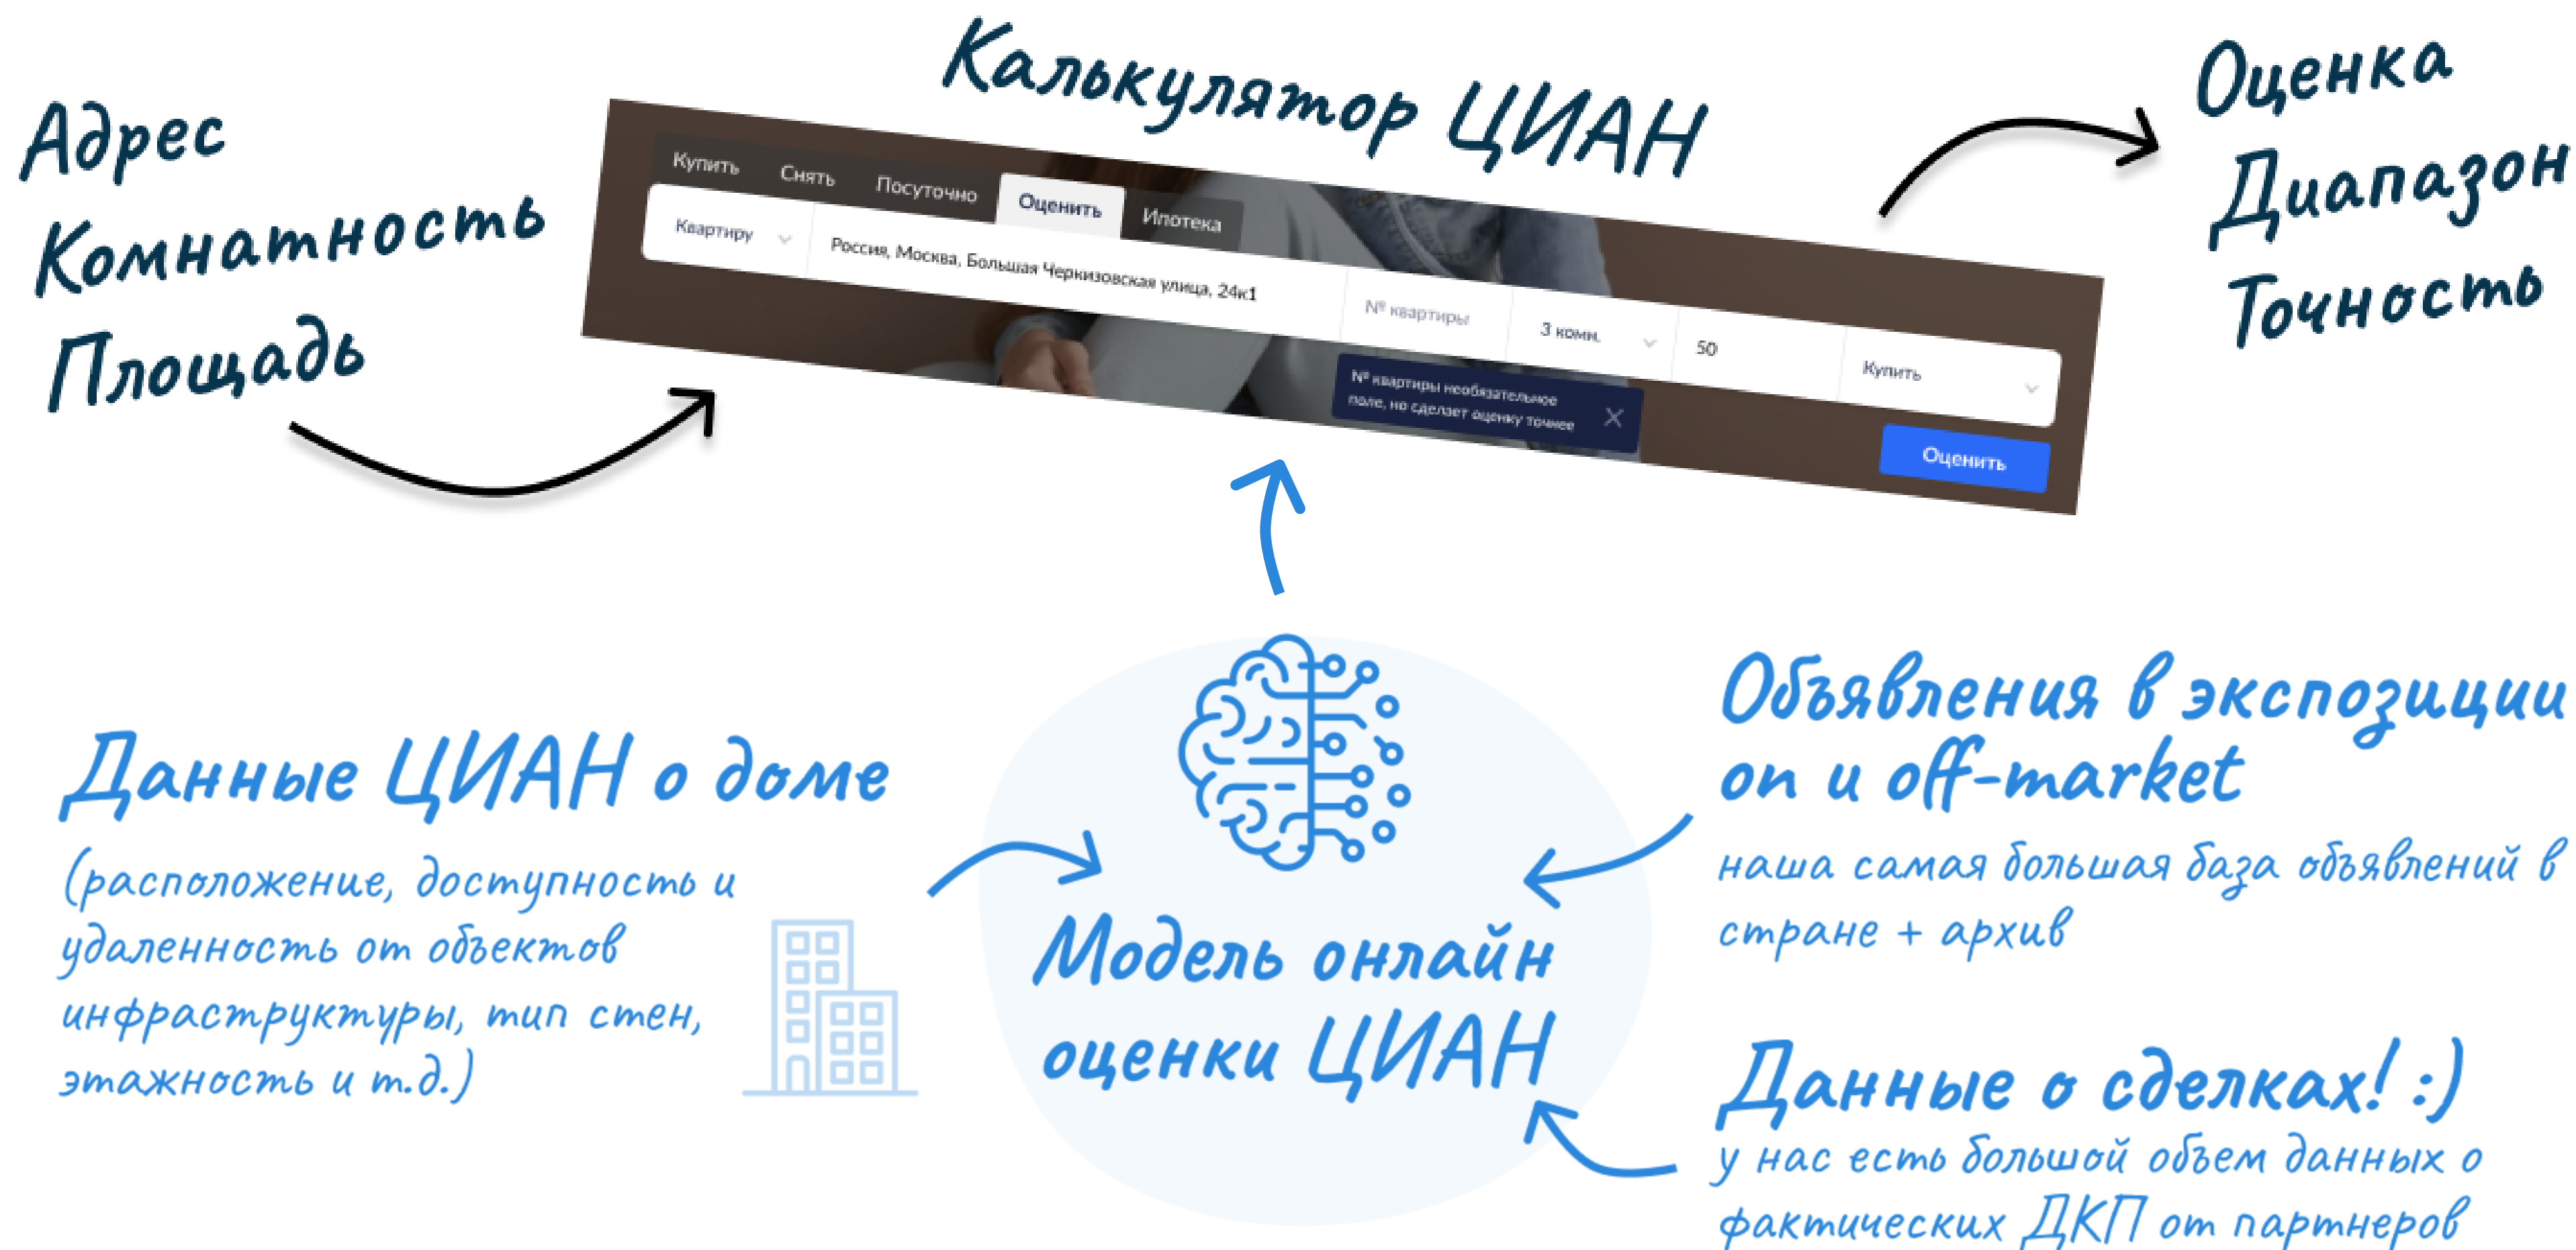 Калькулятор ЦИАН
Адрес
Комнатность
Площадь
Купить
Снять
Посуточно
Оценить
Ипотека
Квартиру
Россия, Москва, Большая Черкизовская улица, 24к1
№ квартиры
3 комн.
50
Купить
№ квартиры необязательное
поле, но сделает оценку точнее
Оценить
Оценка
Диапазон
Точность
Данные ЦИАН о доме
(расположение, доступность и
удаленность от объектов
инфраструктуры, тип стен,
этажность и т.д.)
Модель онлайн
оценки ЦИАН
Объявления в экспозиции
on и off-market
наша самая большая база объявлений в
стране + архив
Данные о сделках! :)
у нас есть большой объем данных о
фактических ДКП от партнеров